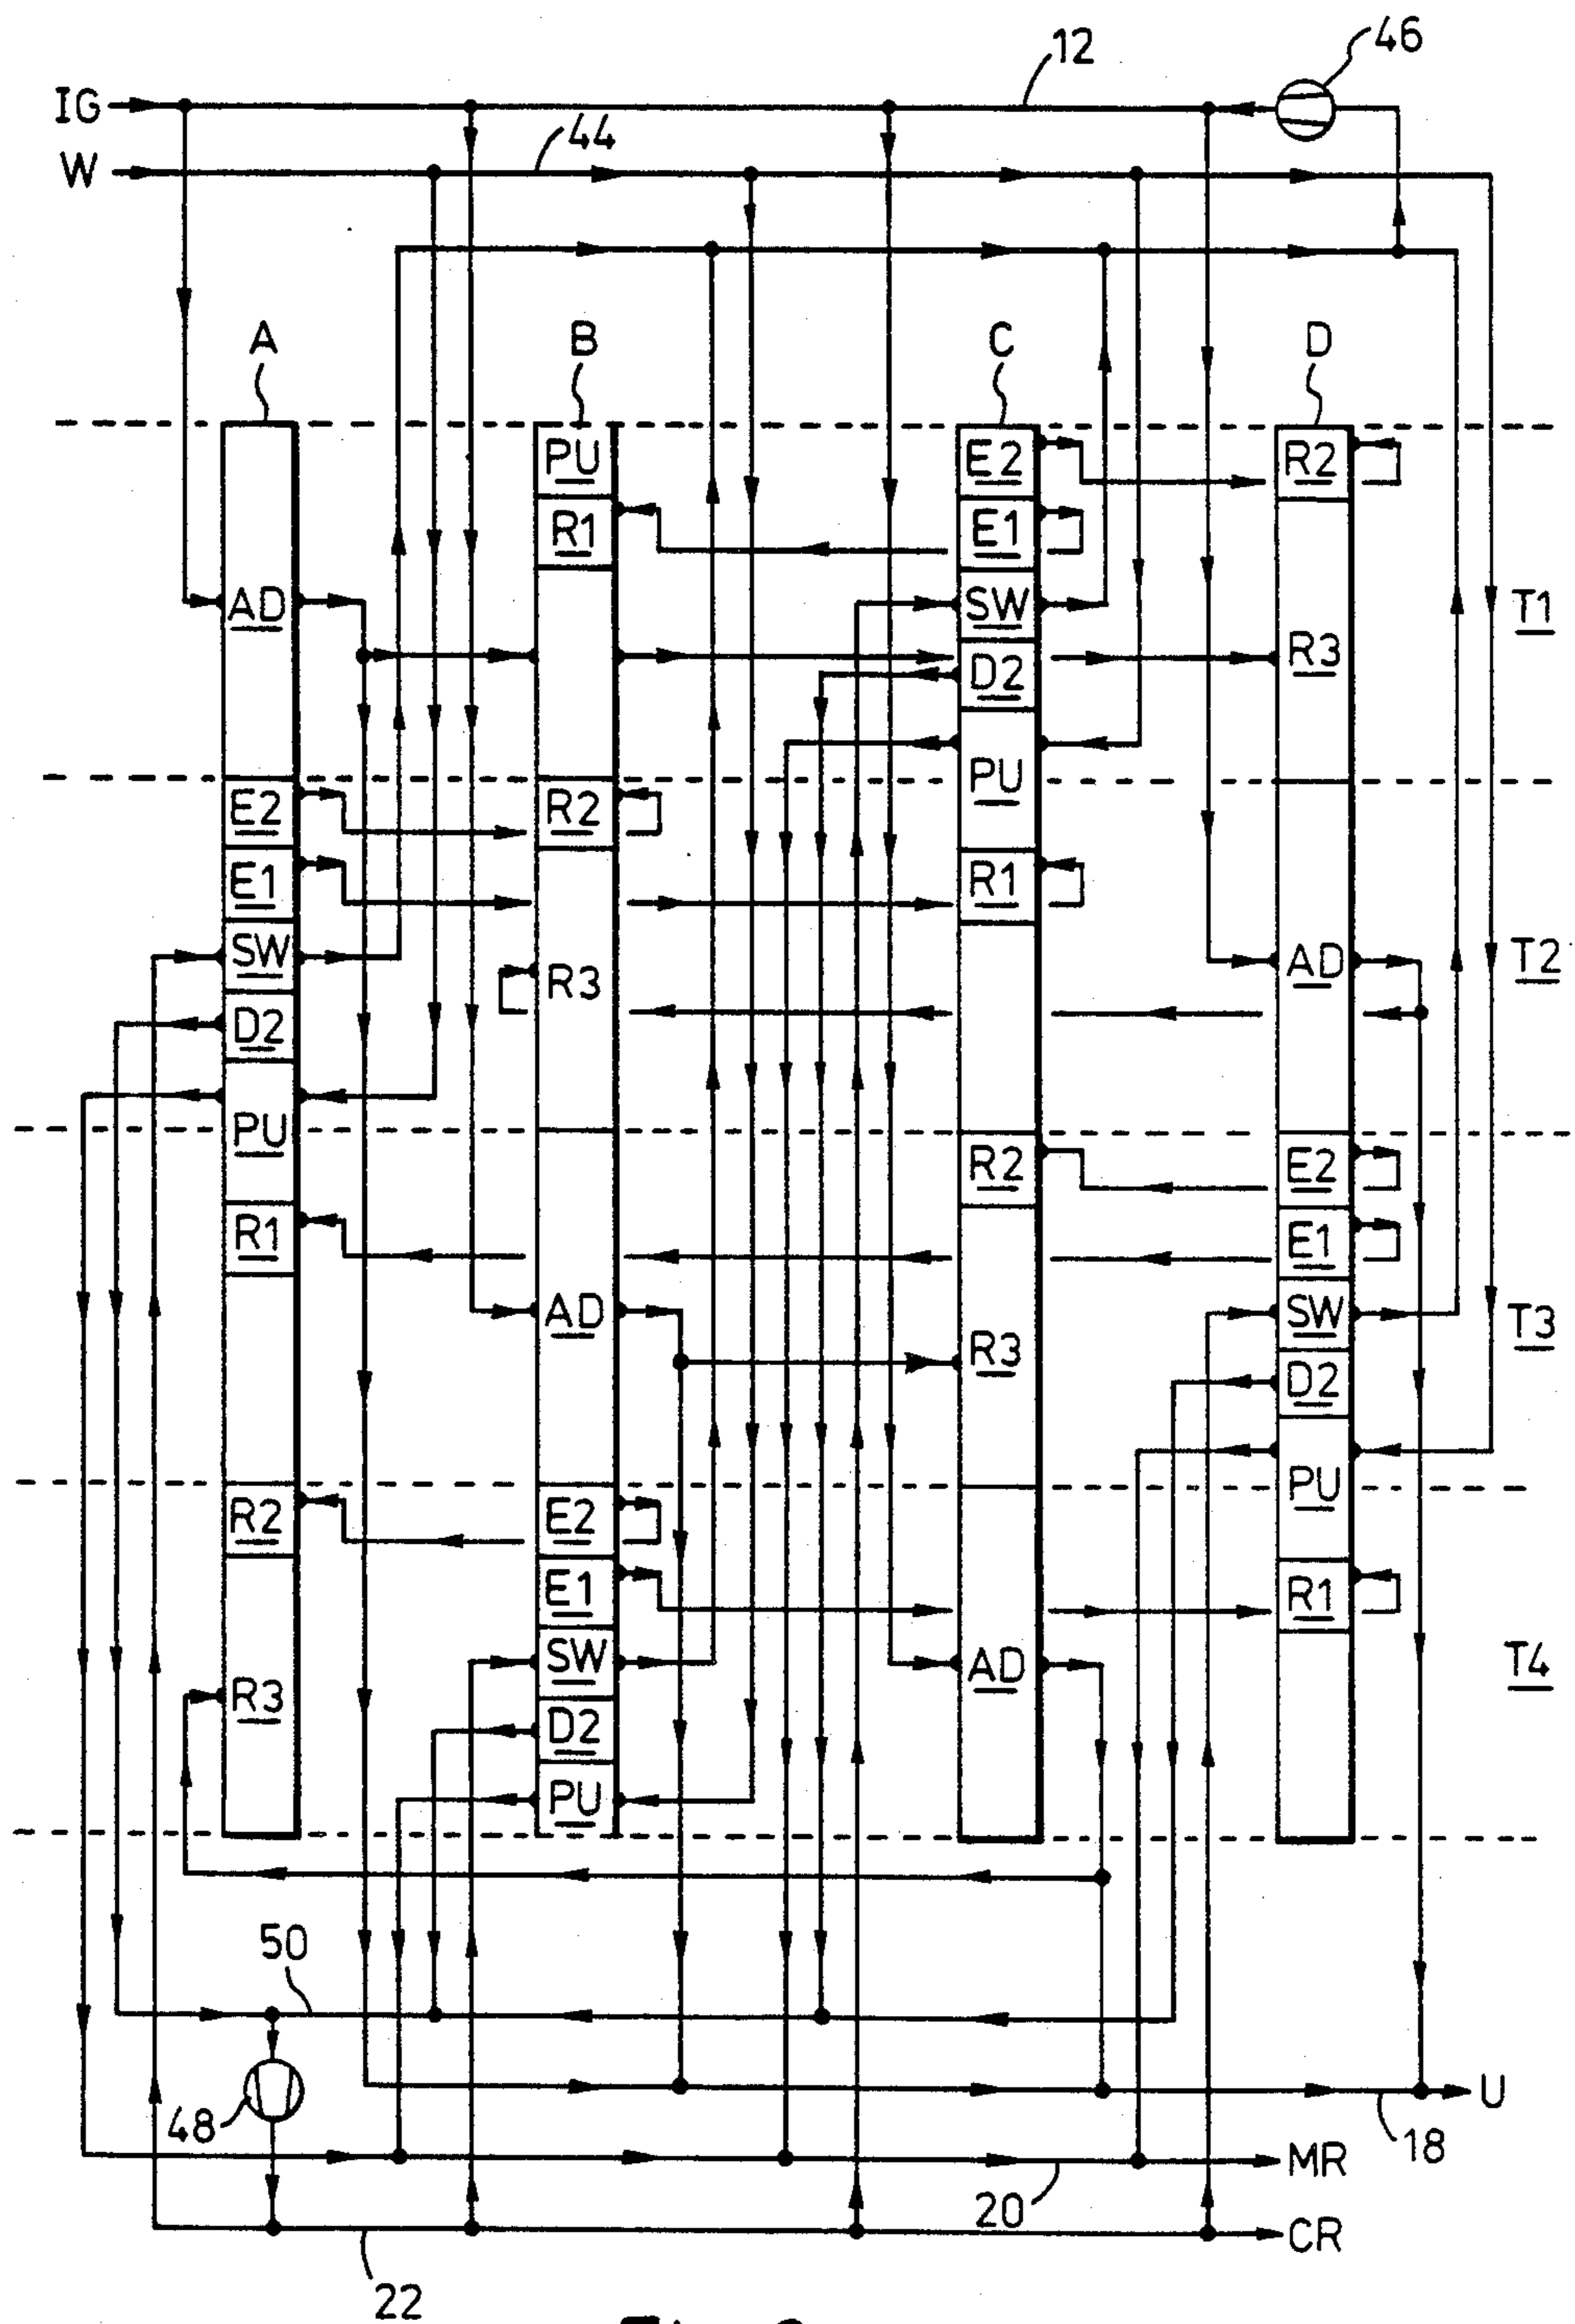 12
46
IG
44
W
A
B
C
D
PU
E2
R2
R1
E1
AD
SW
T1
R3
D2
PU
E2
R2
E1
R1
SW
R3
AD
T2
D2
PU
R2
E2
R1
E1
AD
SW
T3
R3
D2
PU
R2
E2
E1
R1
SW
AD
T4
R3
D2
PU
50
48
U
18
MR
20
CR
22